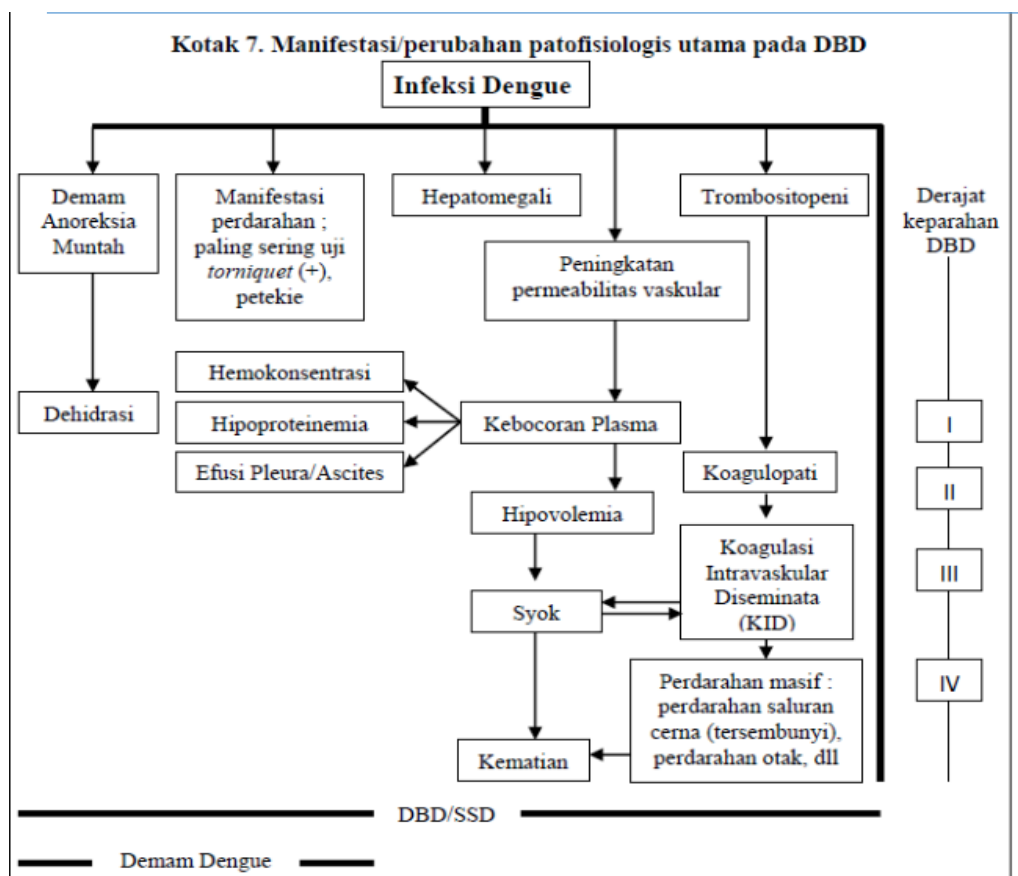 Kotak 7. Manifestasi/perubahan patofisiologis utama pada DBD
Infeksi Dengue
Demam
Anoreksia
Muntah
Manifestasi
perdarahan ;
paling sering uji
torniquet (+),
petekie
Hepatomegali
Trombositopeni
Derajat
keparahan
DBD
Peningkatan
permeabilitas vaskular
Dehidrasi
Hemokonsentrasi
Hipoproteinemia
Efusi Pleura/Ascites
Kebocoran Plasma
Koagulopati
Hipovolemia
Koagulasi
Intravaskular
Diseminata
(KID)
Syok
Perdarahan masif :
perdarahan saluran
cerna (tersembunyi),
perdarahan otak, dll
Kematian
I
II
III
IV
DBD/SSD
Demam Dengue